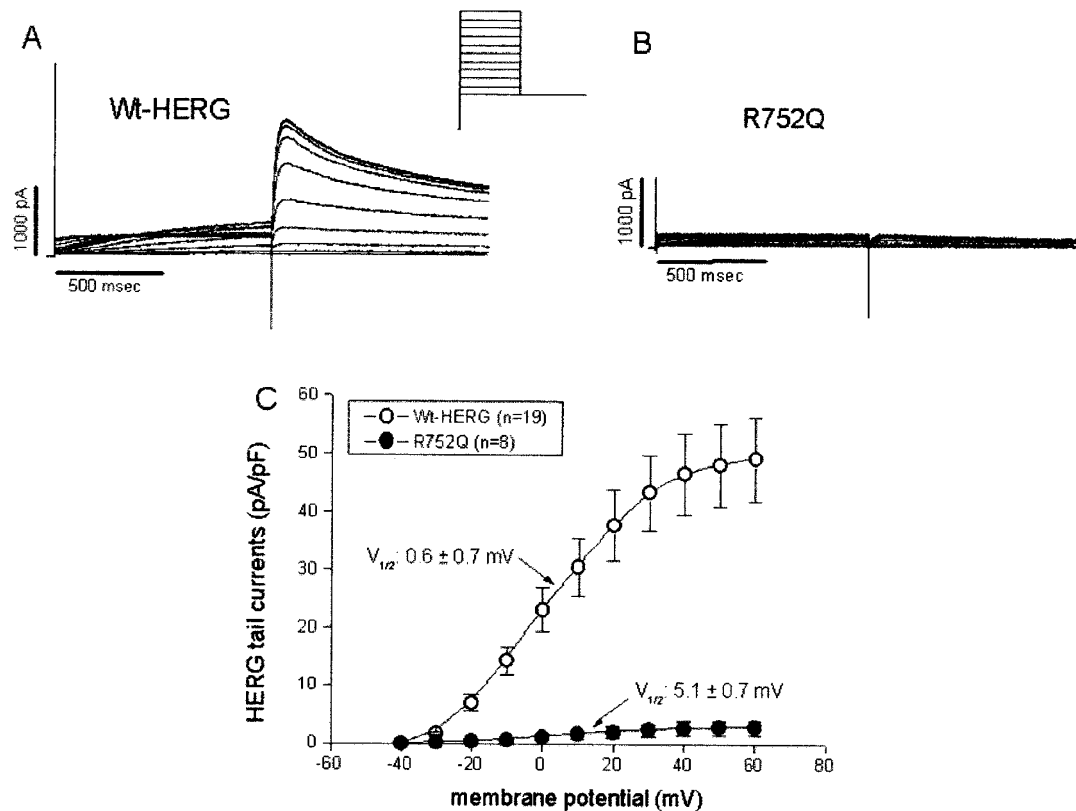 A
Wt-HERG
1000 pA
500 msec
B
R752Q
1000 pA
500 msec
C
–O– Wt-HERG (n=19)
–●– R752Q (n=8)
HERG tail currents (pA/pF)
60
50
40
30
20
10
0
V1/2: 0.6 ± 0.7 mV
V1/2: 5.1 ± 0.7 mV
-60 -40 -20 0 20 40 60 80
membrane potential (mV)